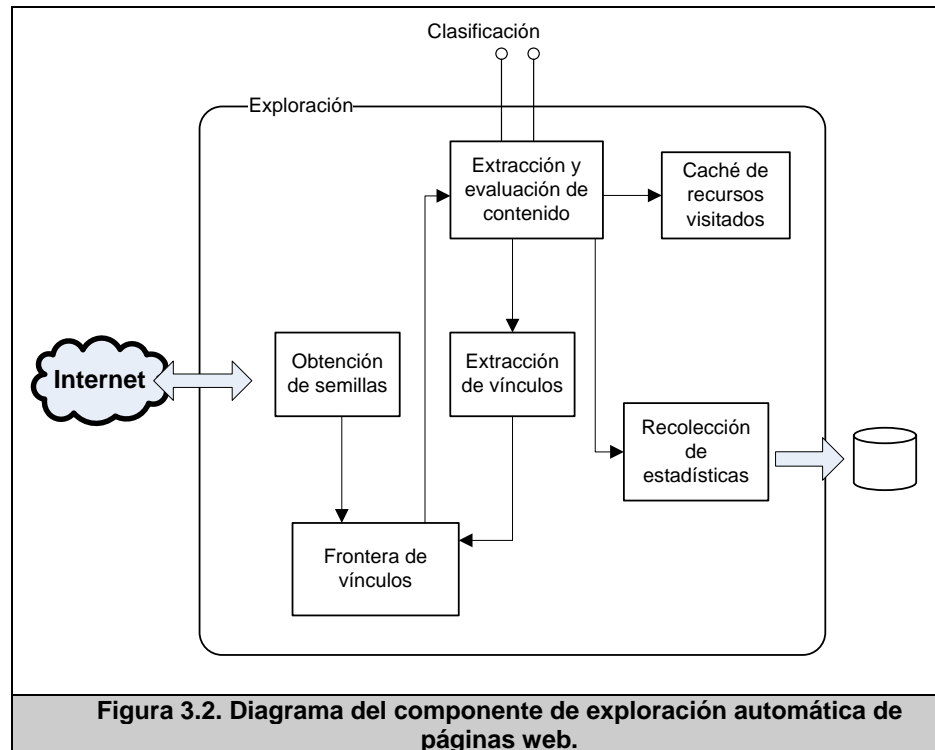 Clasificación
Exploración
Extracción y
evaluación de
contenido
Caché de
recursos
visitados
Internet
Obtención
de semillas
Extracción
de vínculos
Recolección
de
estadísticas
Frontera de
vínculos
Figura 3.2. Diagrama del componente de exploración automática de
páginas web.